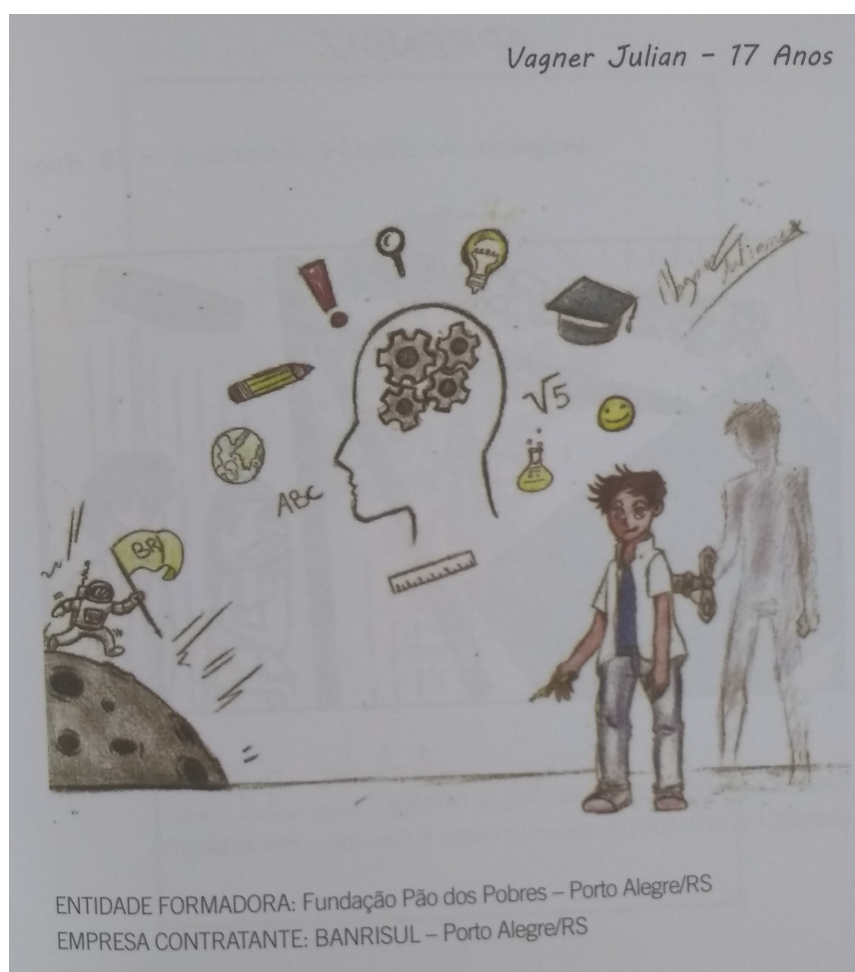 Vagner Julian – 17 Anos
√5
ABC
BR
ENTIDADE FORMADORA: Fundação Pão dos Pobres – Porto Alegre/RS
EMPRESA CONTRATANTE: BANRISUL – Porto Alegre/RS